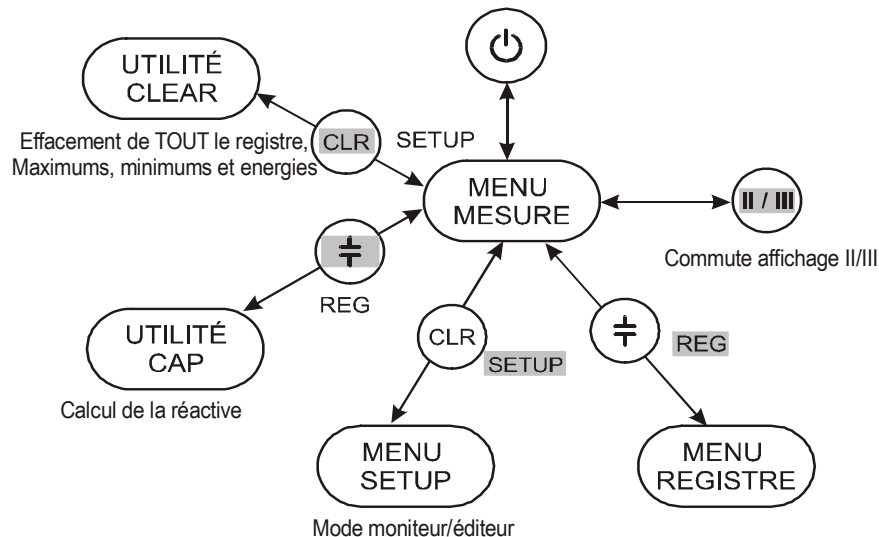 UTILITÉ
CLEAR
Effacement de TOUT le registre,
Maximums, minimums et energies
CLR
SETUP
MENU
MESURE
II / III
Commute affichage II/III
REG
UTILITÉ
CAP
Calcul de la réactive
CLR
SETUP
REG
MENU
SETUP
Mode moniteur/éditeur
MENU
REGISTRE